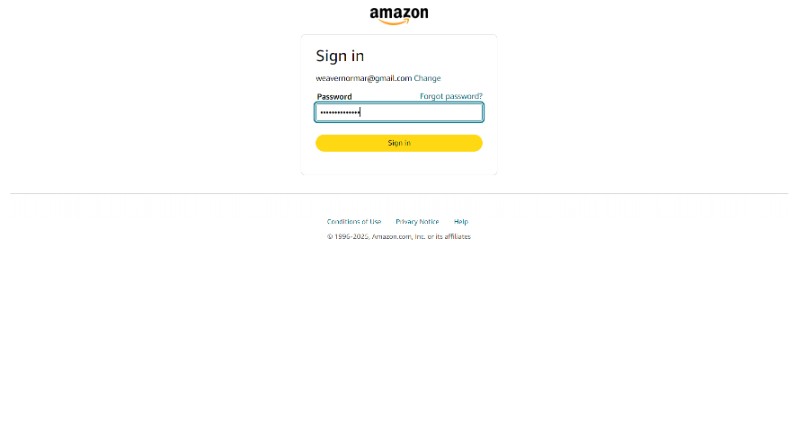 amazon
Sign in
weavernormar@gmail.com Change
Password Forgot password?
Sign in
Conditions of Use Privacy Notice Help
© 1996-2025, Amazon.com, Inc. or its affiliates